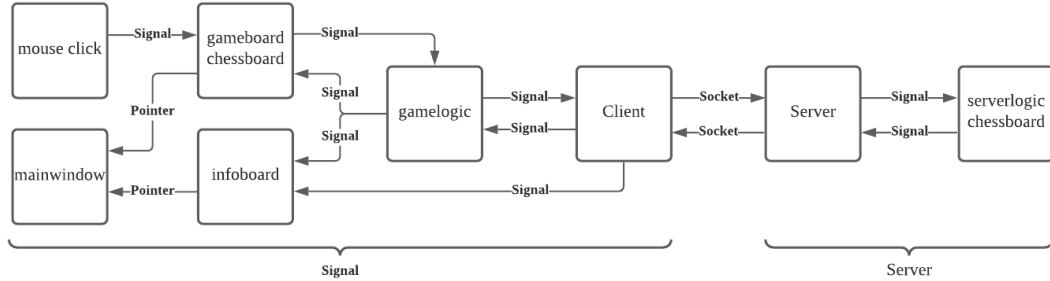 mouse click
Signal
gameboard
chessboard
Signal
Signal
Signal
Pointer
gamelogic
Signal
Signal
Client
Socket
Socket
Server
Signal
Signal
serverlogic
chessboard
mainwindow
Pointer
infoboard
Signal
Signal
Server